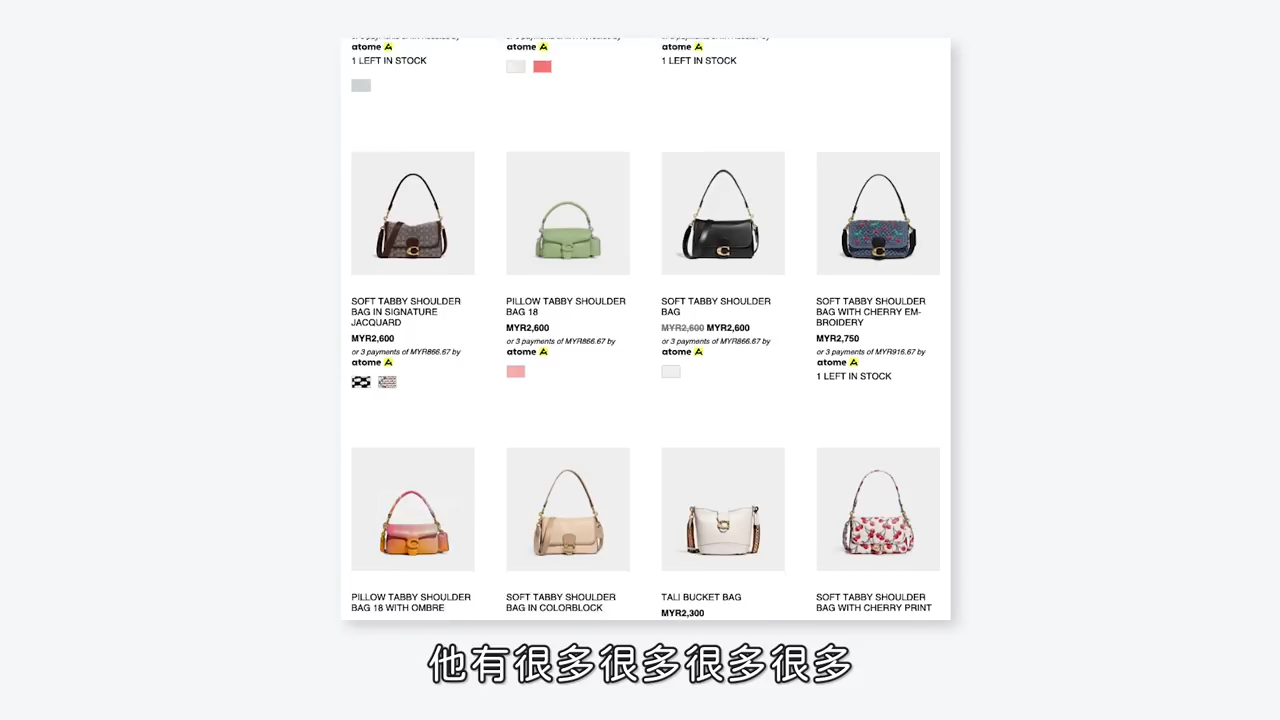 atome
atome
atome
1 LEFT IN STOCK
1 LEFT IN STOCK
SOFT TABBY SHOULDER
BAG IN SIGNATURE
JACQUARD
MYR2,600
or 3 payments of MYR866.67 by
atome
PILLOW TABBY SHOULDER
BAG 18
MYR2,600
or 3 payments of MYR866.67 by
atome
SOFT TABBY SHOULDER
BAG
MYR2,600 MYR2,600
or 3 payments of MYR866.67 by
atome
SOFT TABBY SHOULDER
BAG WITH CHERRY EM-
BROIDERY
MYR2,750
or 3 payments of MYR916.67 by
atome
1 LEFT IN STOCK
PILLOW TABBY SHOULDER
BAG 18 WITH OMBRE
SOFT TABBY SHOULDER
BAG IN COLORBLOCK
TALI BUCKET BAG
MYR2,300
SOFT TABBY SHOULDER
BAG WITH CHERRY PRINT
他有很多很多很多很多